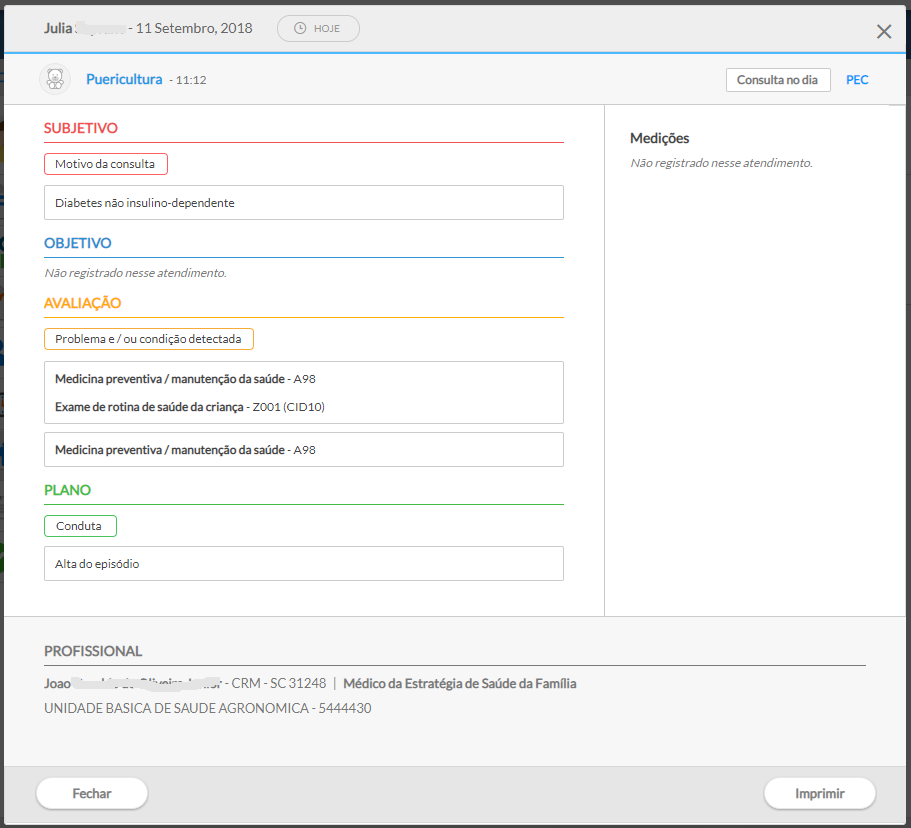 Julia - 11 Setembro, 2018
HOJE
Puericultura - 11:12
Consulta no dia
PEC
SUBJETIVO
Motivo da consulta
Diabetes não insulino-dependente
OBJETIVO
Não registrado nesse atendimento.
AVALIAÇÃO
Problema e / ou condição detectada
Medicina preventiva / manutenção da saúde - A98
Exame de rotina de saúde da criança - Z001 (CID10)
Medicina preventiva / manutenção da saúde - A98
PLANO
Conduta
Alta do episódio
Medições
Não registrado nesse atendimento.
PROFISSIONAL
Joao - CRM - SC 31248 | Médico da Estratégia de Saúde da Família
UNIDADE BASICA DE SAUDE AGRONOMICA - 5444430
Fechar
Imprimir